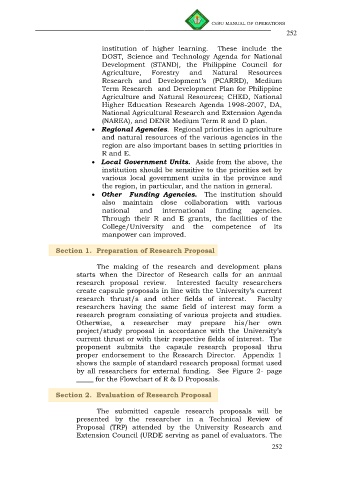 CSPU MANUAL OF OPERATIONS
252
institution of higher learning. These include the
DOST, Science and Technology Agenda for National
Development (STAND), the Philippine Council for
Agriculture, Forestry and Natural Resources
Research and Development's (PCARRD), Medium
Term Research and Development Plan for Philippine
Agriculture and Natural Resources; CHED, National
Higher Education Research Agenda 1998-2007, DA,
National Agricultural Research and Extension Agenda
(NAREA), and DENR Medium Term R and D plan.
• Regional Agencies. Regional priorities in agriculture
and natural resources of the various agencies in the
region are also important bases in setting priorities in
R and E.
• Local Government Units. Aside from the above, the
institution should be sensitive to the priorities set by
various local government units in the province and
the region, in particular, and the nation in general.
• Other Funding Agencies. The institution should
also maintain close collaboration with various
national and international funding agencies.
Through their R and E grants, the facilities of the
College/University and the competence of its
manpower can improved.
Section 1. Preparation of Research Proposal
The making of the research and development plans
starts when the Director of Research calls for an annual
research proposal review. Interested faculty researchers
create capsule proposals in line with the University's current
research thrust/s and other fields of interest. Faculty
researchers having the same field of interest may form a
research program consisting of various projects and studies.
Otherwise, a researcher may prepare his/her own
project/study proposal in accordance with the University's
current thrust or with their respective fields of interest. The
proponent submits the capsule research proposal thru
proper endorsement to the Research Director. Appendix 1
shows the sample of standard research proposal format used
by all researchers for external funding. See Figure 2- page
_____ for the Flowchart of R & D Proposals.
Section 2. Evaluation of Research Proposal
The submitted capsule research proposals will be
presented by the researcher in a Technical Review of
Proposal (TRP) attended by the University Research and
Extension Council (URDE serving as panel of evaluators. The
252